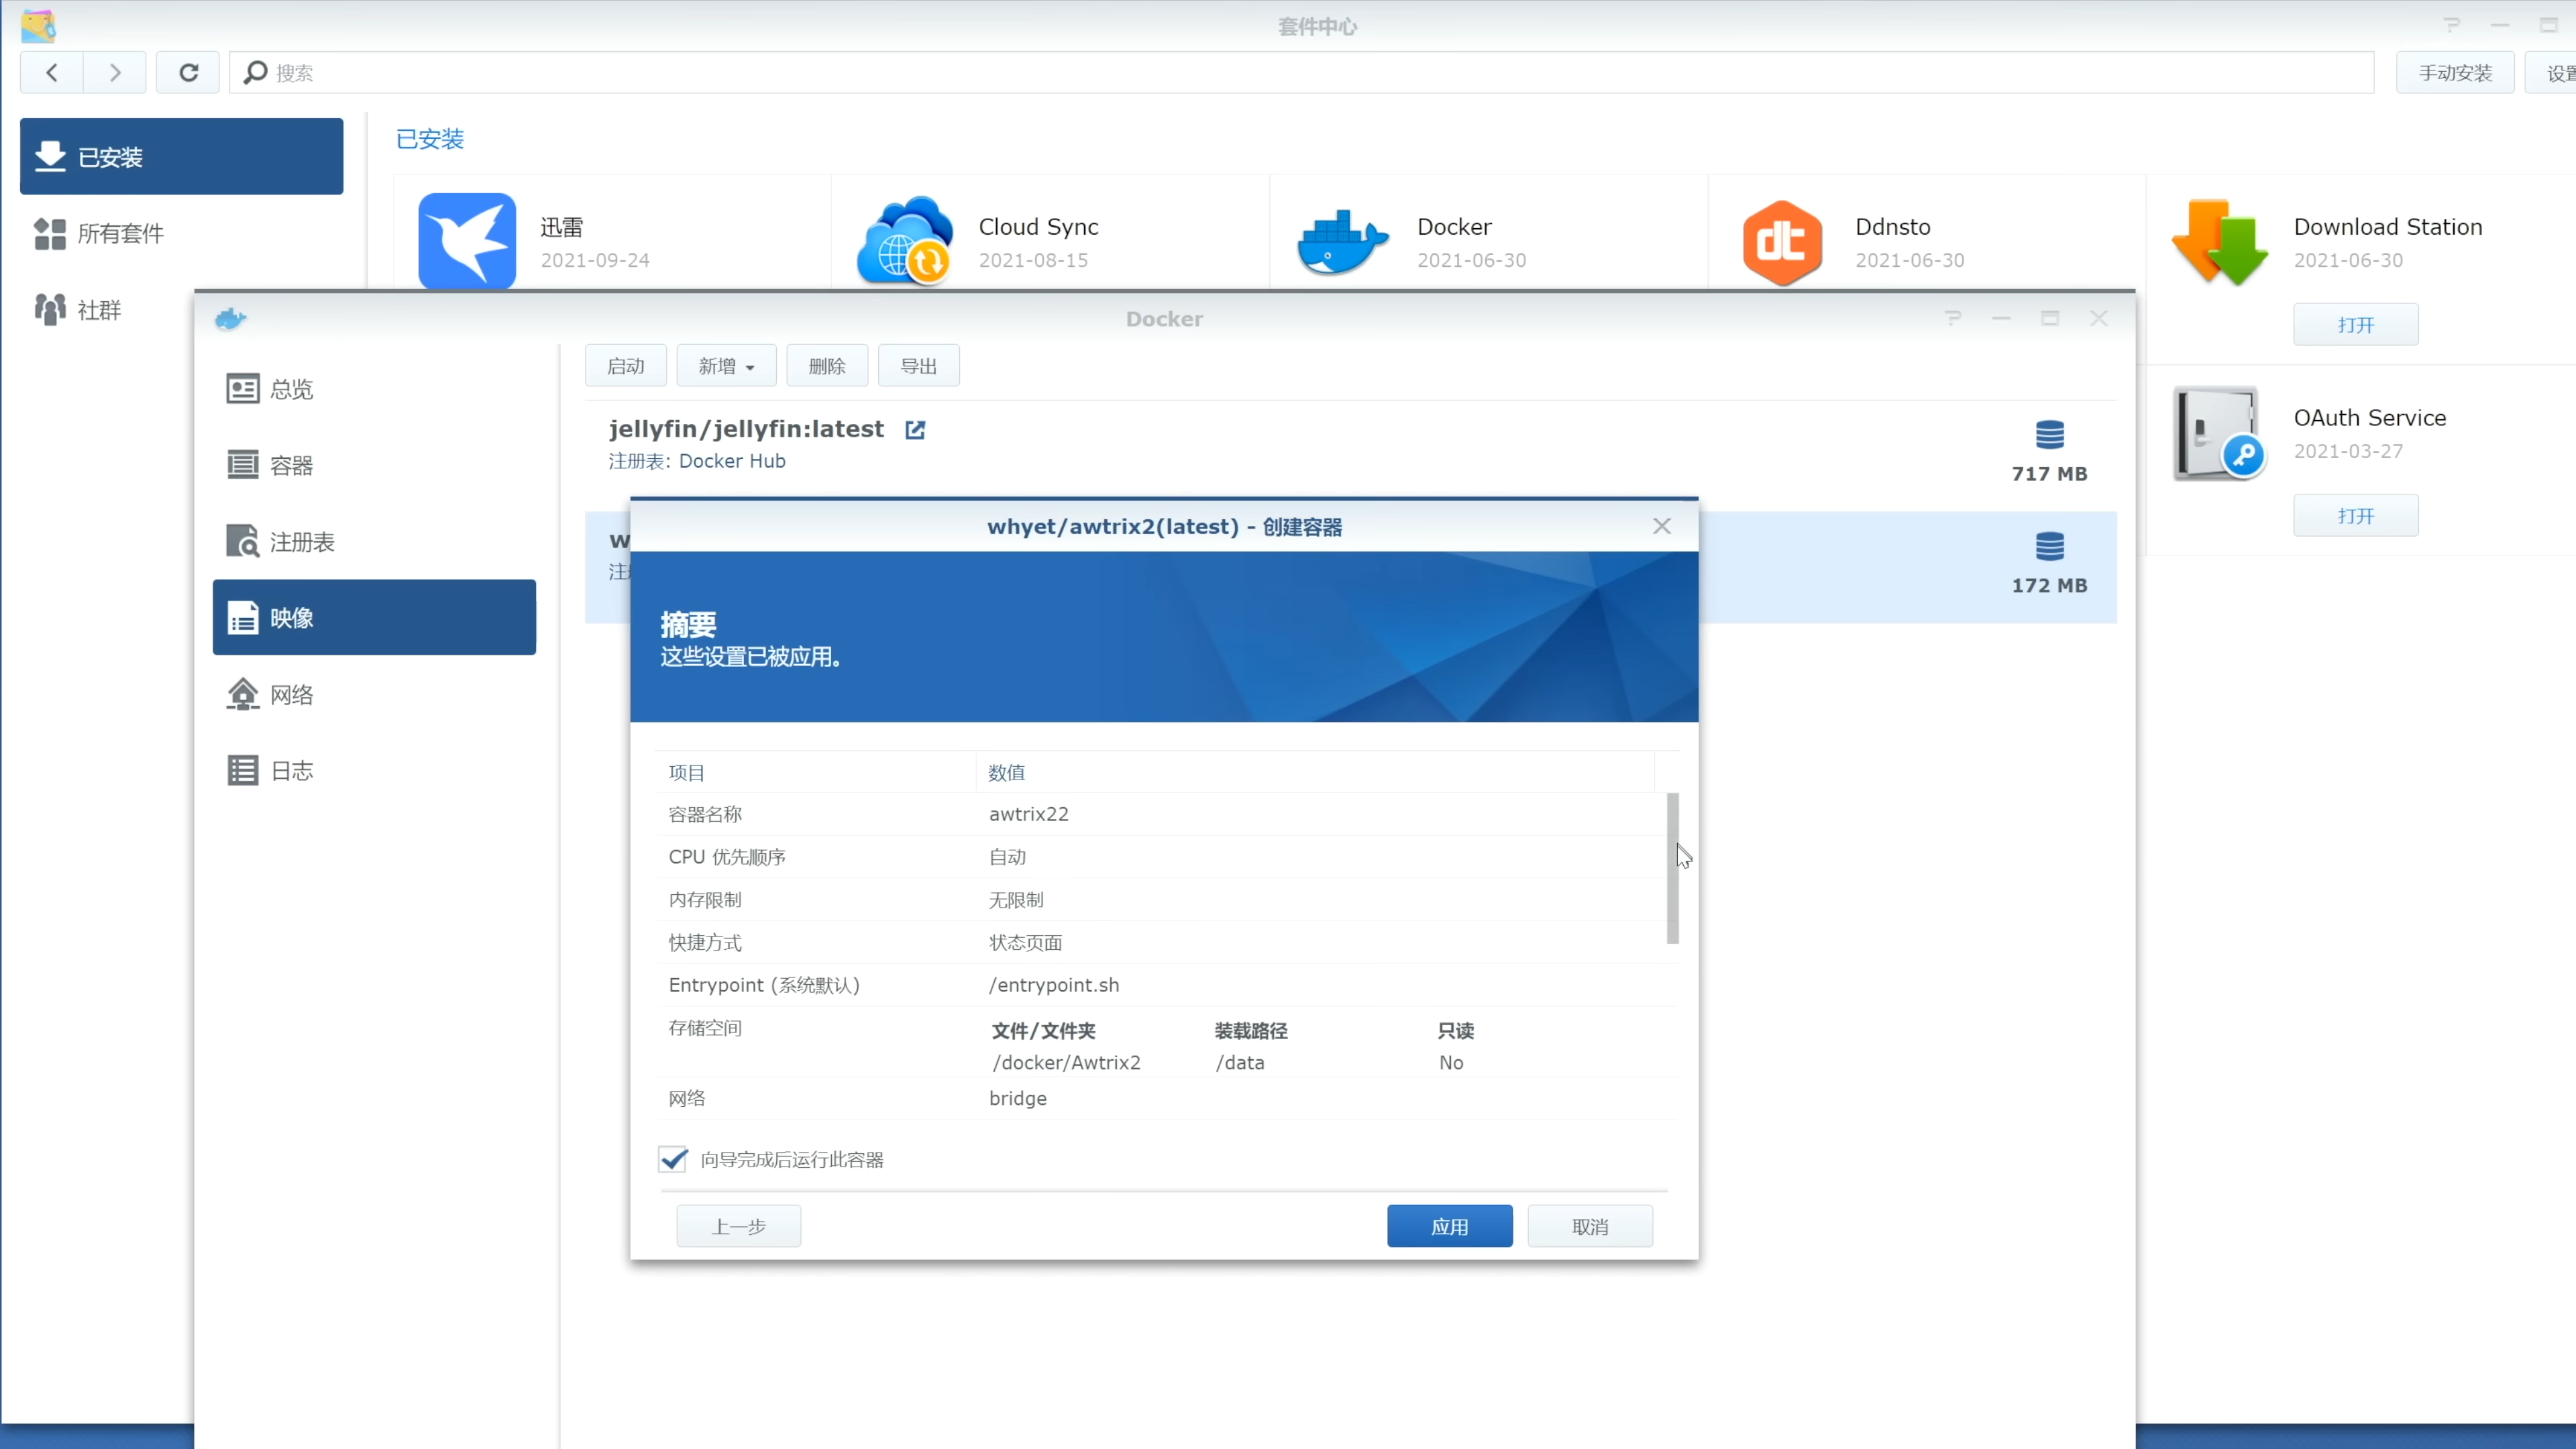 套件中心
搜索
手动安装
已安装
所有套件
社群
已安装
迅雷
2021-09-24
Cloud Sync
2021-08-15
Docker
2021-06-30
Ddnsto
2021-06-30
Download Station
2021-06-30
打开
OAuth Service
2021-03-27
打开
Docker
总览
容器
注册表
映像
网络
日志
启动
新增
删除
导出
jellyfin/jellyfin:latest
注册表: Docker Hub
717 MB
172 MB
whyet/awtrix2(latest) - 创建容器
摘要
这些设置已被应用。
项目 数值
容器名称 awtrix22
CPU 优先顺序 自动
内存限制 无限制
快捷方式 状态页面
Entrypoint (系统默认) /entrypoint.sh
存储空间 文件/文件夹 装载路径 只读
/docker/Awtrix2 /data No
网络 bridge
向导完成后运行此容器
上一步
应用
取消